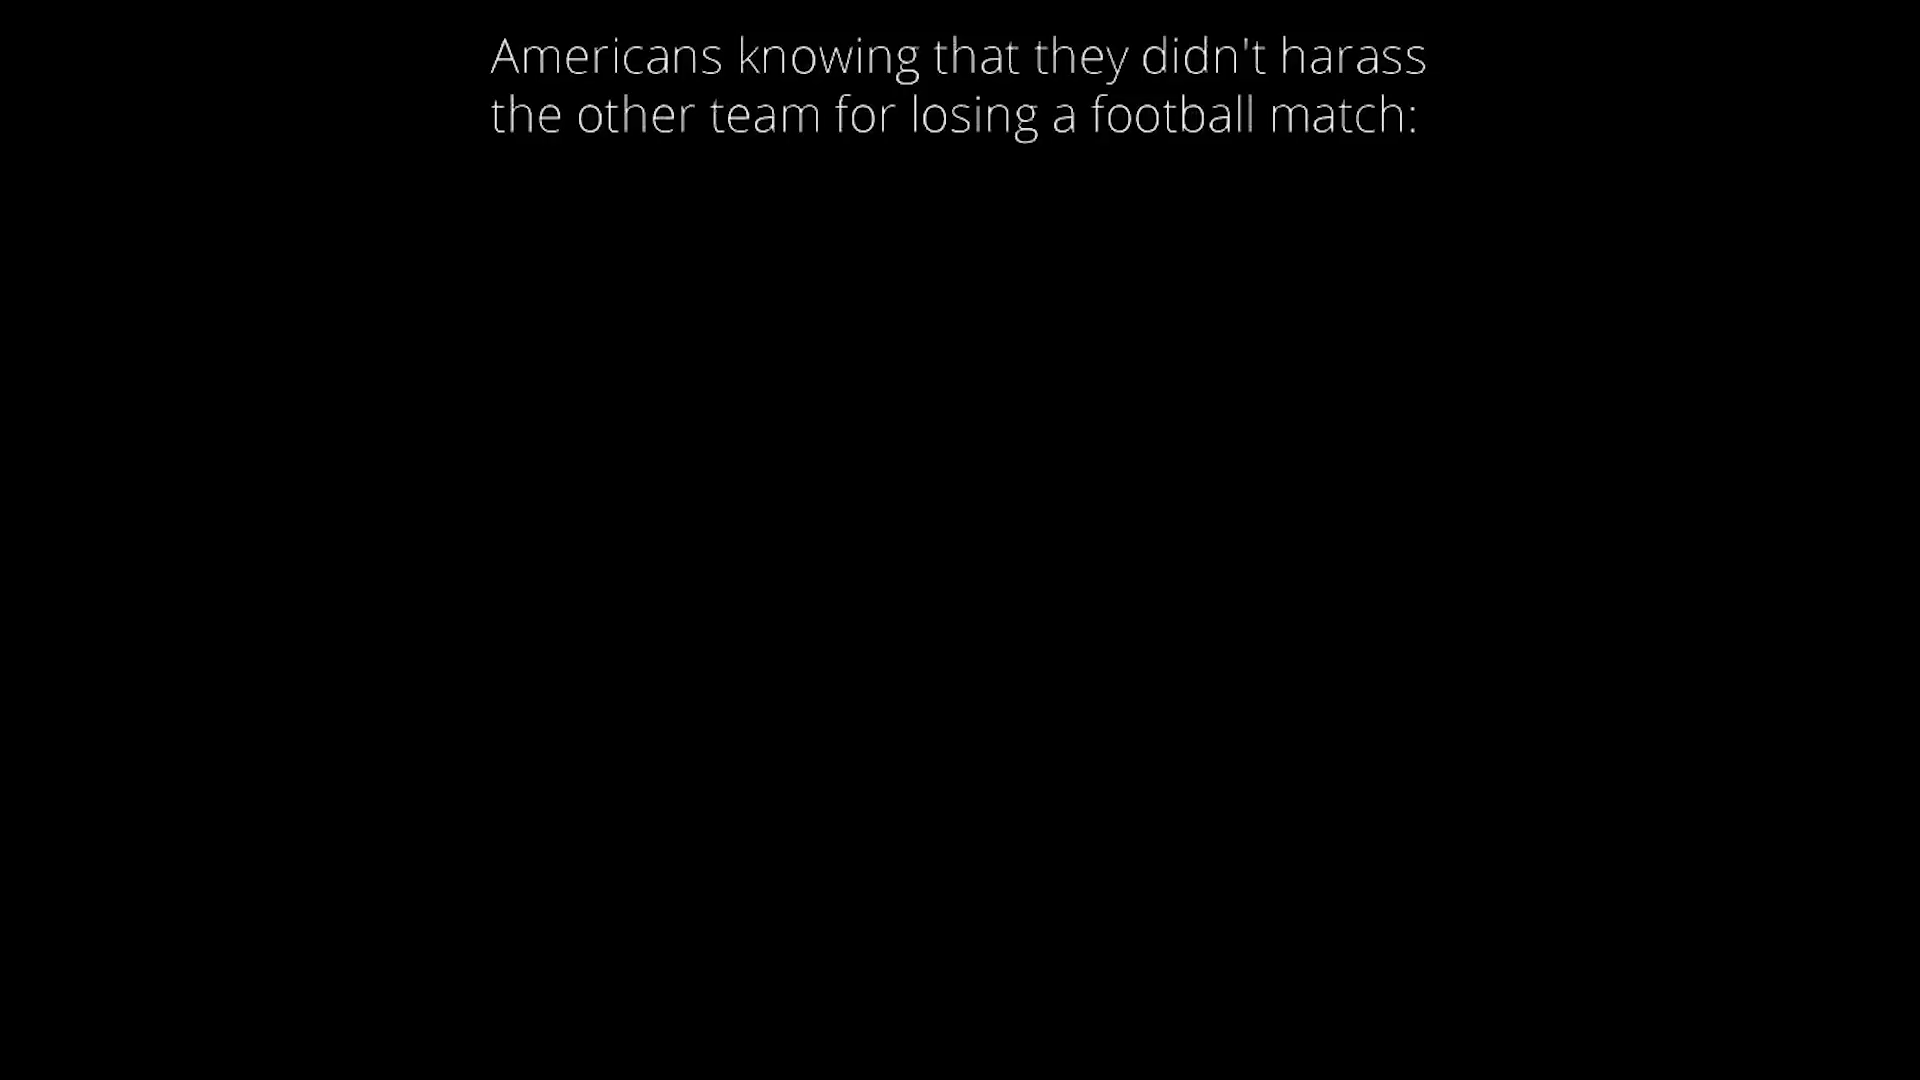 Americans knowing that they didn't harass
the other team for losing a football match: